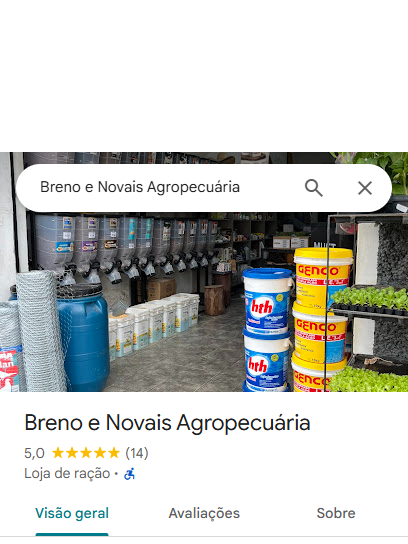 Breno e Novais Agropecuária
hth
hth
GENCO
GENCO
GENCO
Breno e Novais Agropecuária
5,0 (14)
Loja de ração ·
Visão geral
Avaliações
Sobre